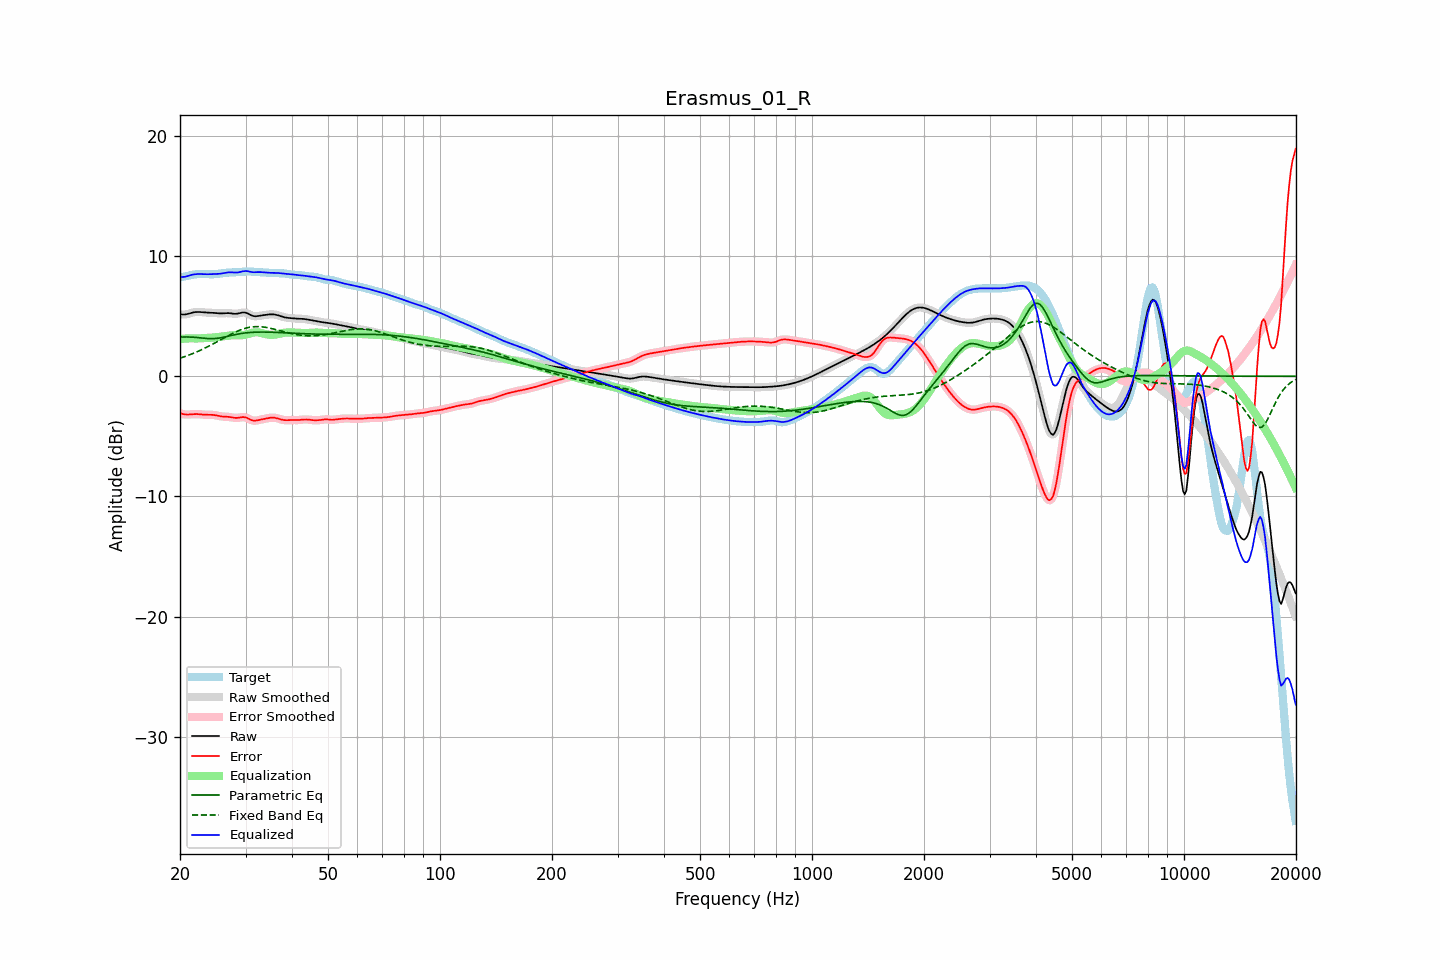 Erasmus_01_R
20
10
0
−10
−20
−30
Amplitude (dBr)
Target
Raw Smoothed
Error Smoothed
Raw
Error
Equalization
Parametric Eq
Fixed Band Eq
Equalized
20 50 100 200 500 1000 2000 5000 10000 20000
Frequency (Hz)